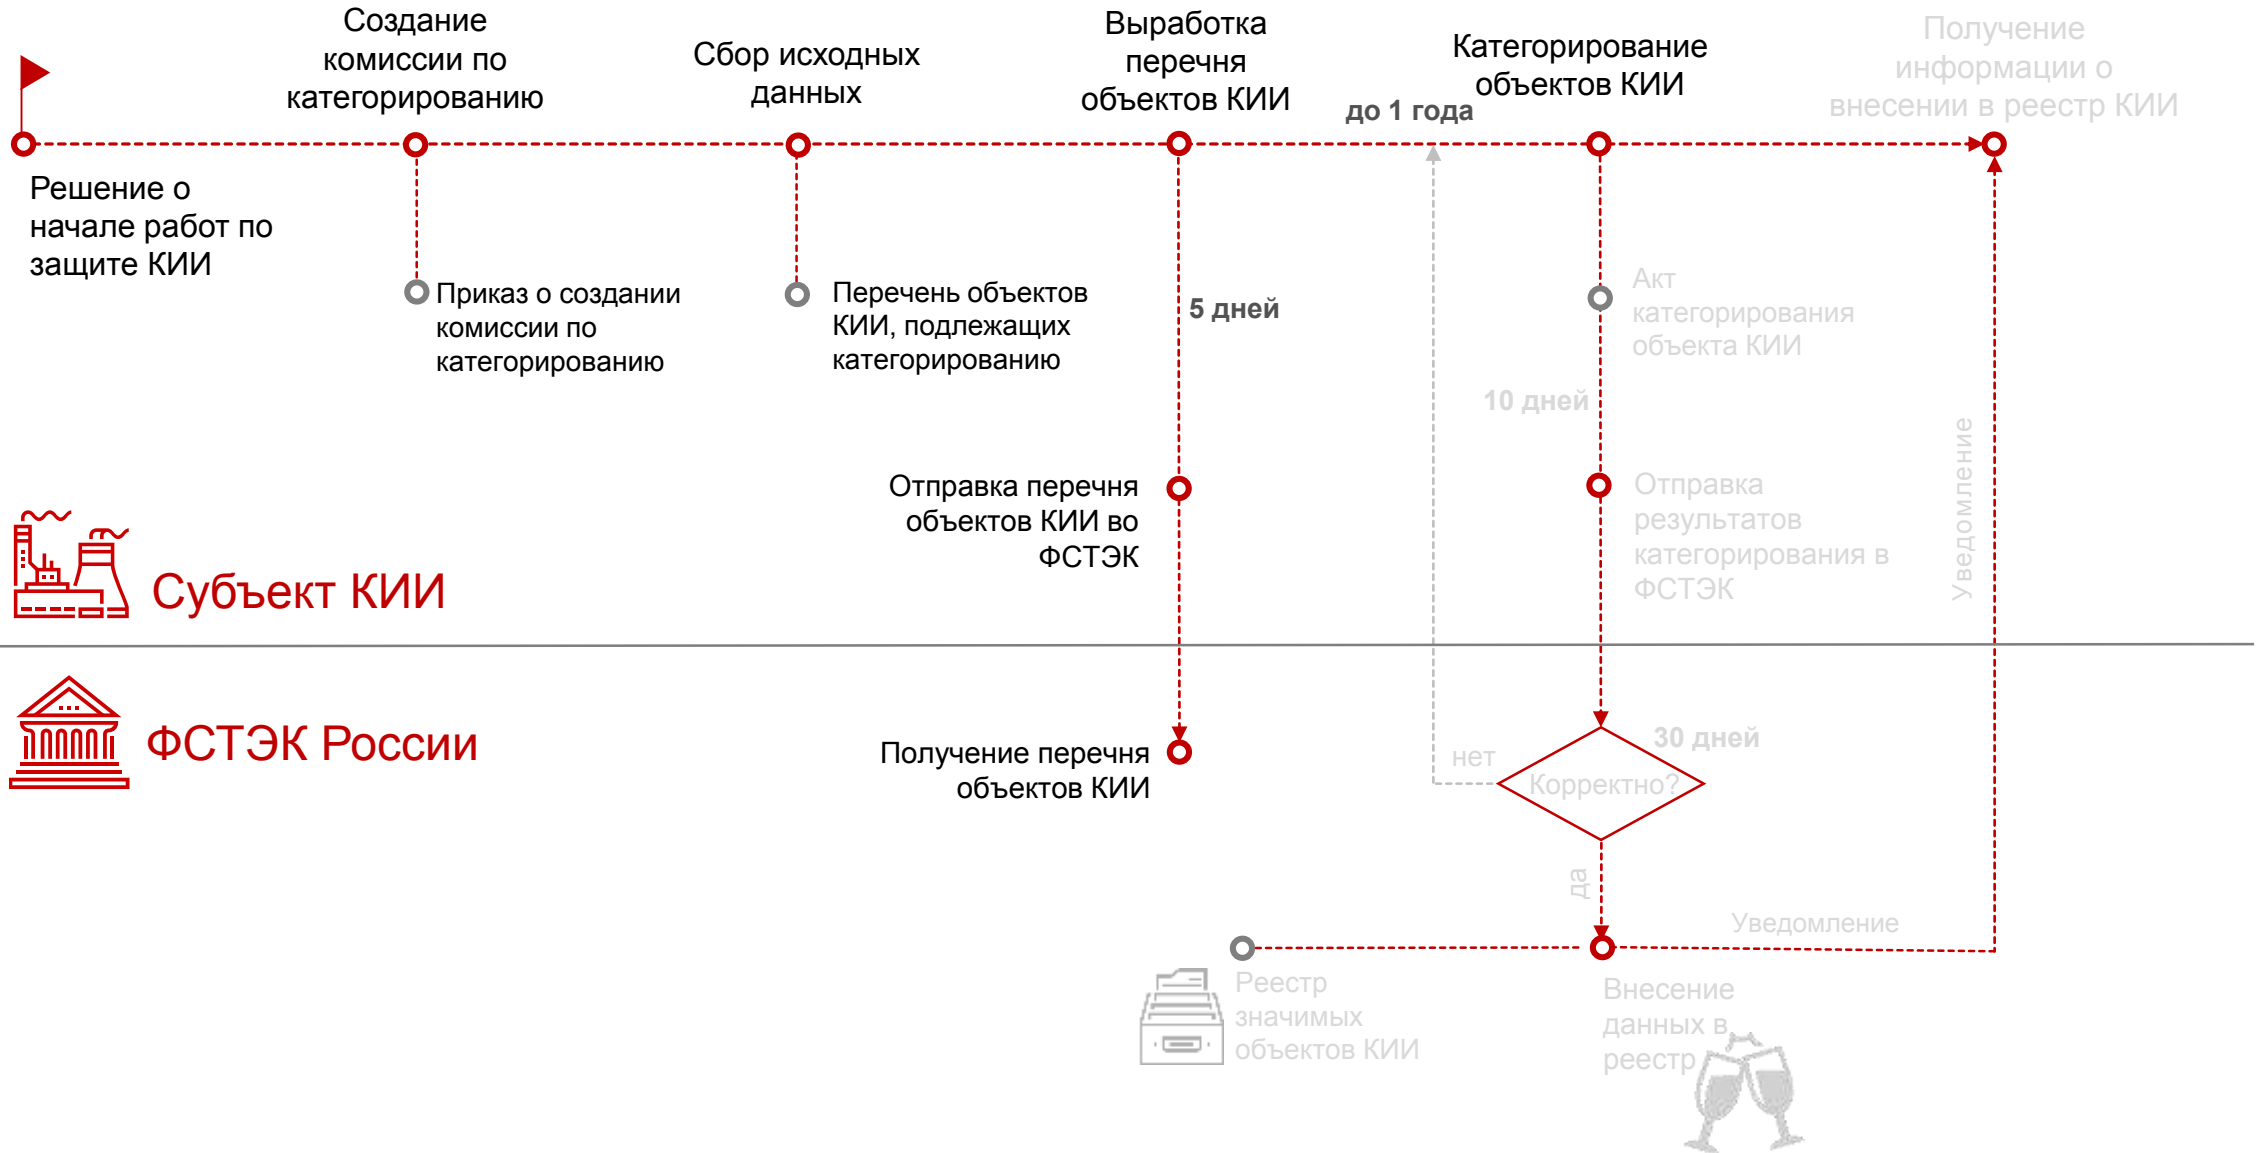 Создание
комиссии по
категорированию
Сбор исходных
данных
Выработка
перечня
объектов КИИ
Категорирование
объектов КИИ
Получение
информации о
внесении в реестр КИИ
до 1 года
Решение о
начале работ по
защите КИИ
Приказ о создании
комиссии по
категорированию
Перечень объектов
КИИ, подлежащих
категорированию
5 дней
Акт
категорирования
объекта КИИ
10 дней
Отправка перечня
объектов КИИ во
ФСТЭК
Отправка
результатов
категорирования в
ФСТЭК
Уведомление
Субъект КИИ
ФСТЭК России
Получение перечня
объектов КИИ
нет
30 дней
Корректно?
да
Уведомление
Реестр
значимых
объектов КИИ
Внесение
данных в
реестр